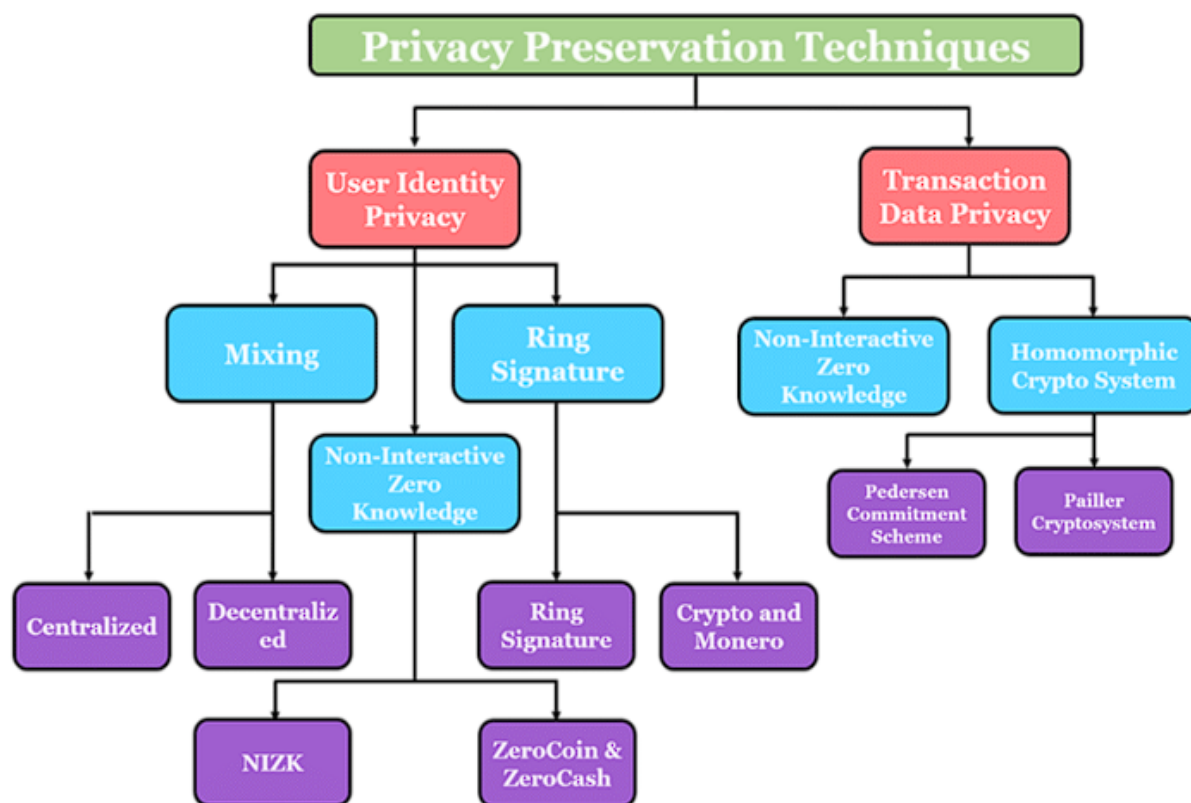 Privacy Preservation Techniques
User Identity
Privacy
Transaction
Data Privacy
Mixing
Ring
Signature
Non-Interactive
Zero
Knowledge
Homomorphic
Crypto System
Non-Interactive
Zero
Knowledge
Pedersen
Commitment
Scheme
Pailler
Cryptosystem
Centralized
Decentraliz
ed
Ring
Signature
Crypto and
Monero
NIZK
ZeroCoin &
ZeroCash